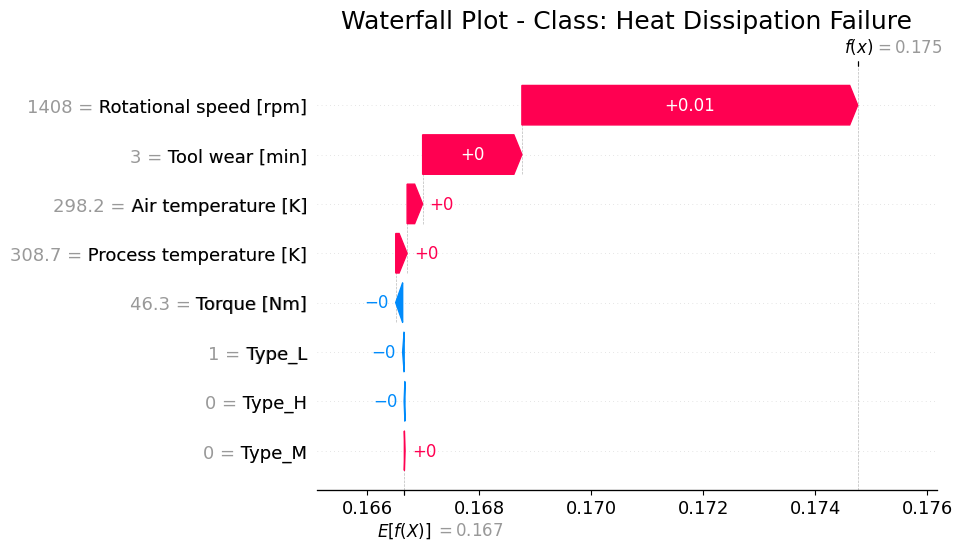 Waterfall Plot - Class: Heat Dissipation Failure
f(x) = 0.175
1408 = Rotational speed [rpm]
+0.01
3 = Tool wear [min]
+0
298.2 = Air temperature [K]
+0
308.7 = Process temperature [K]
+0
46.3 = Torque [Nm]
−0
1 = Type_L
−0
0 = Type_H
−0
0 = Type_M
+0
0.166 0.168 0.170 0.172 0.174 0.176
E[f(X)] = 0.167